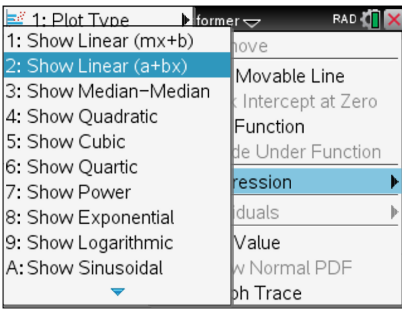 1: Plot Type former RAD
1: Show Linear (mx+b)
2: Show Linear (a+bx)
3: Show Median–Median
4: Show Quadratic
5: Show Cubic
6: Show Quartic
7: Show Power
8: Show Exponential
9: Show Logarithmic
A: Show Sinusoidal
ove
Movable Line
Intercept at Zero
Function
de Under Function
ression
iduals
Value
w Normal PDF
ph Trace